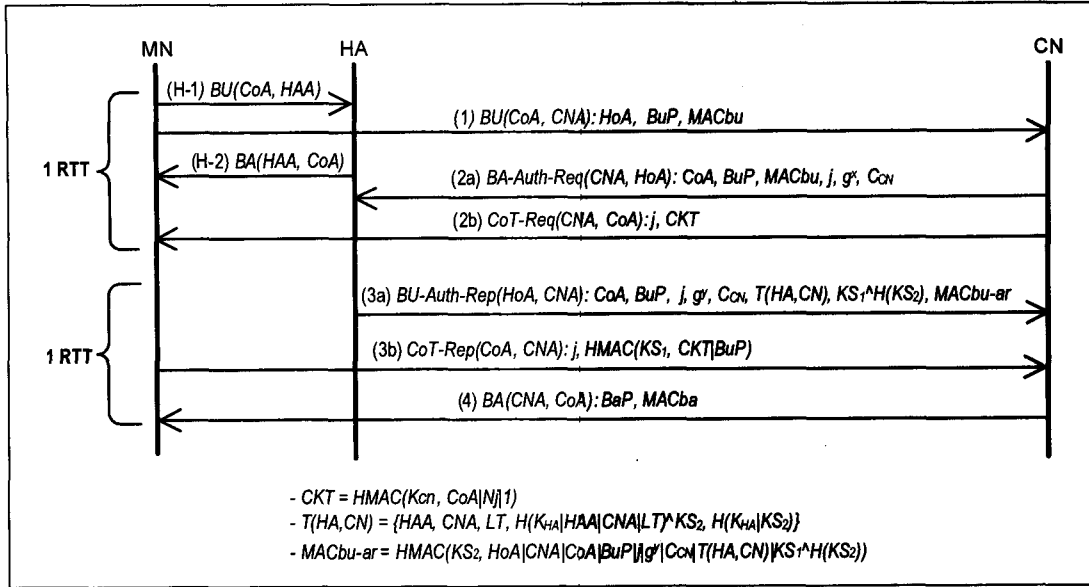 MN HA CN
(H-1) BU(CoA, HAA)
(1) BU(CoA, CNA): HoA, BuP, MACbu
1 RTT
(H-2) BA(HAA, CoA)
(2a) BA-Auth-Req(CNA, HoA): CoA, BuP, MACbu, j, gˣ, C_CN
(2b) CoT-Req(CNA, CoA): j, CKT
(3a) BU-Auth-Rep(HoA, CNA): CoA, BuP, j, gʸ, C_CN, T(HA,CN), KS₁^H(KS₂), MACbu-ar
1 RTT
(3b) CoT-Rep(CoA, CNA): j, HMAC(KS₁, CKT|BuP)
(4) BA(CNA, CoA): BaP, MACba
- CKT = HMAC(Kcn, CoA|Nj|1)
- T(HA,CN) = {HAA, CNA, LT, H(K_HA|HAA|CNA|LT)^KS₂, H(K_HA|KS₂)}
- MACbu-ar = HMAC(KS₂, HoA|CNA|CoA|BuP|j|gʸ|C_CN|T(HA,CN)|KS₁^H(KS₂))